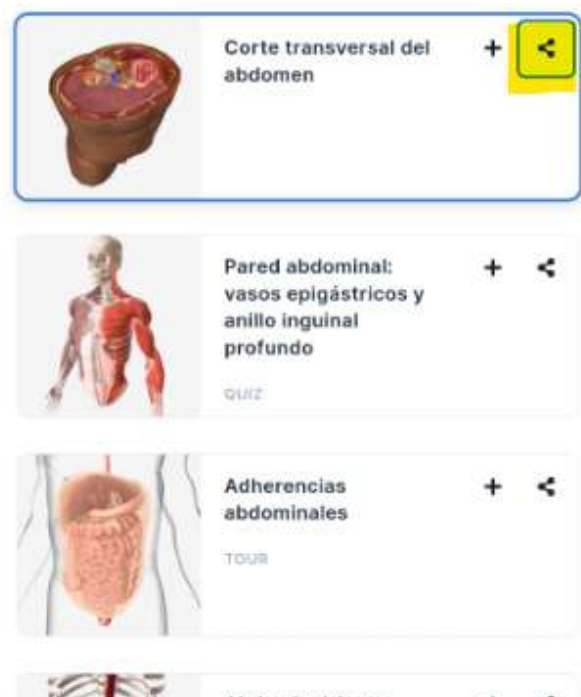 Corte transversal del
abdomen
Pared abdominal:
vasos epigástricos y
anillo inguinal
profundo
QUIZ
Adherencias
abdominales
TOUR